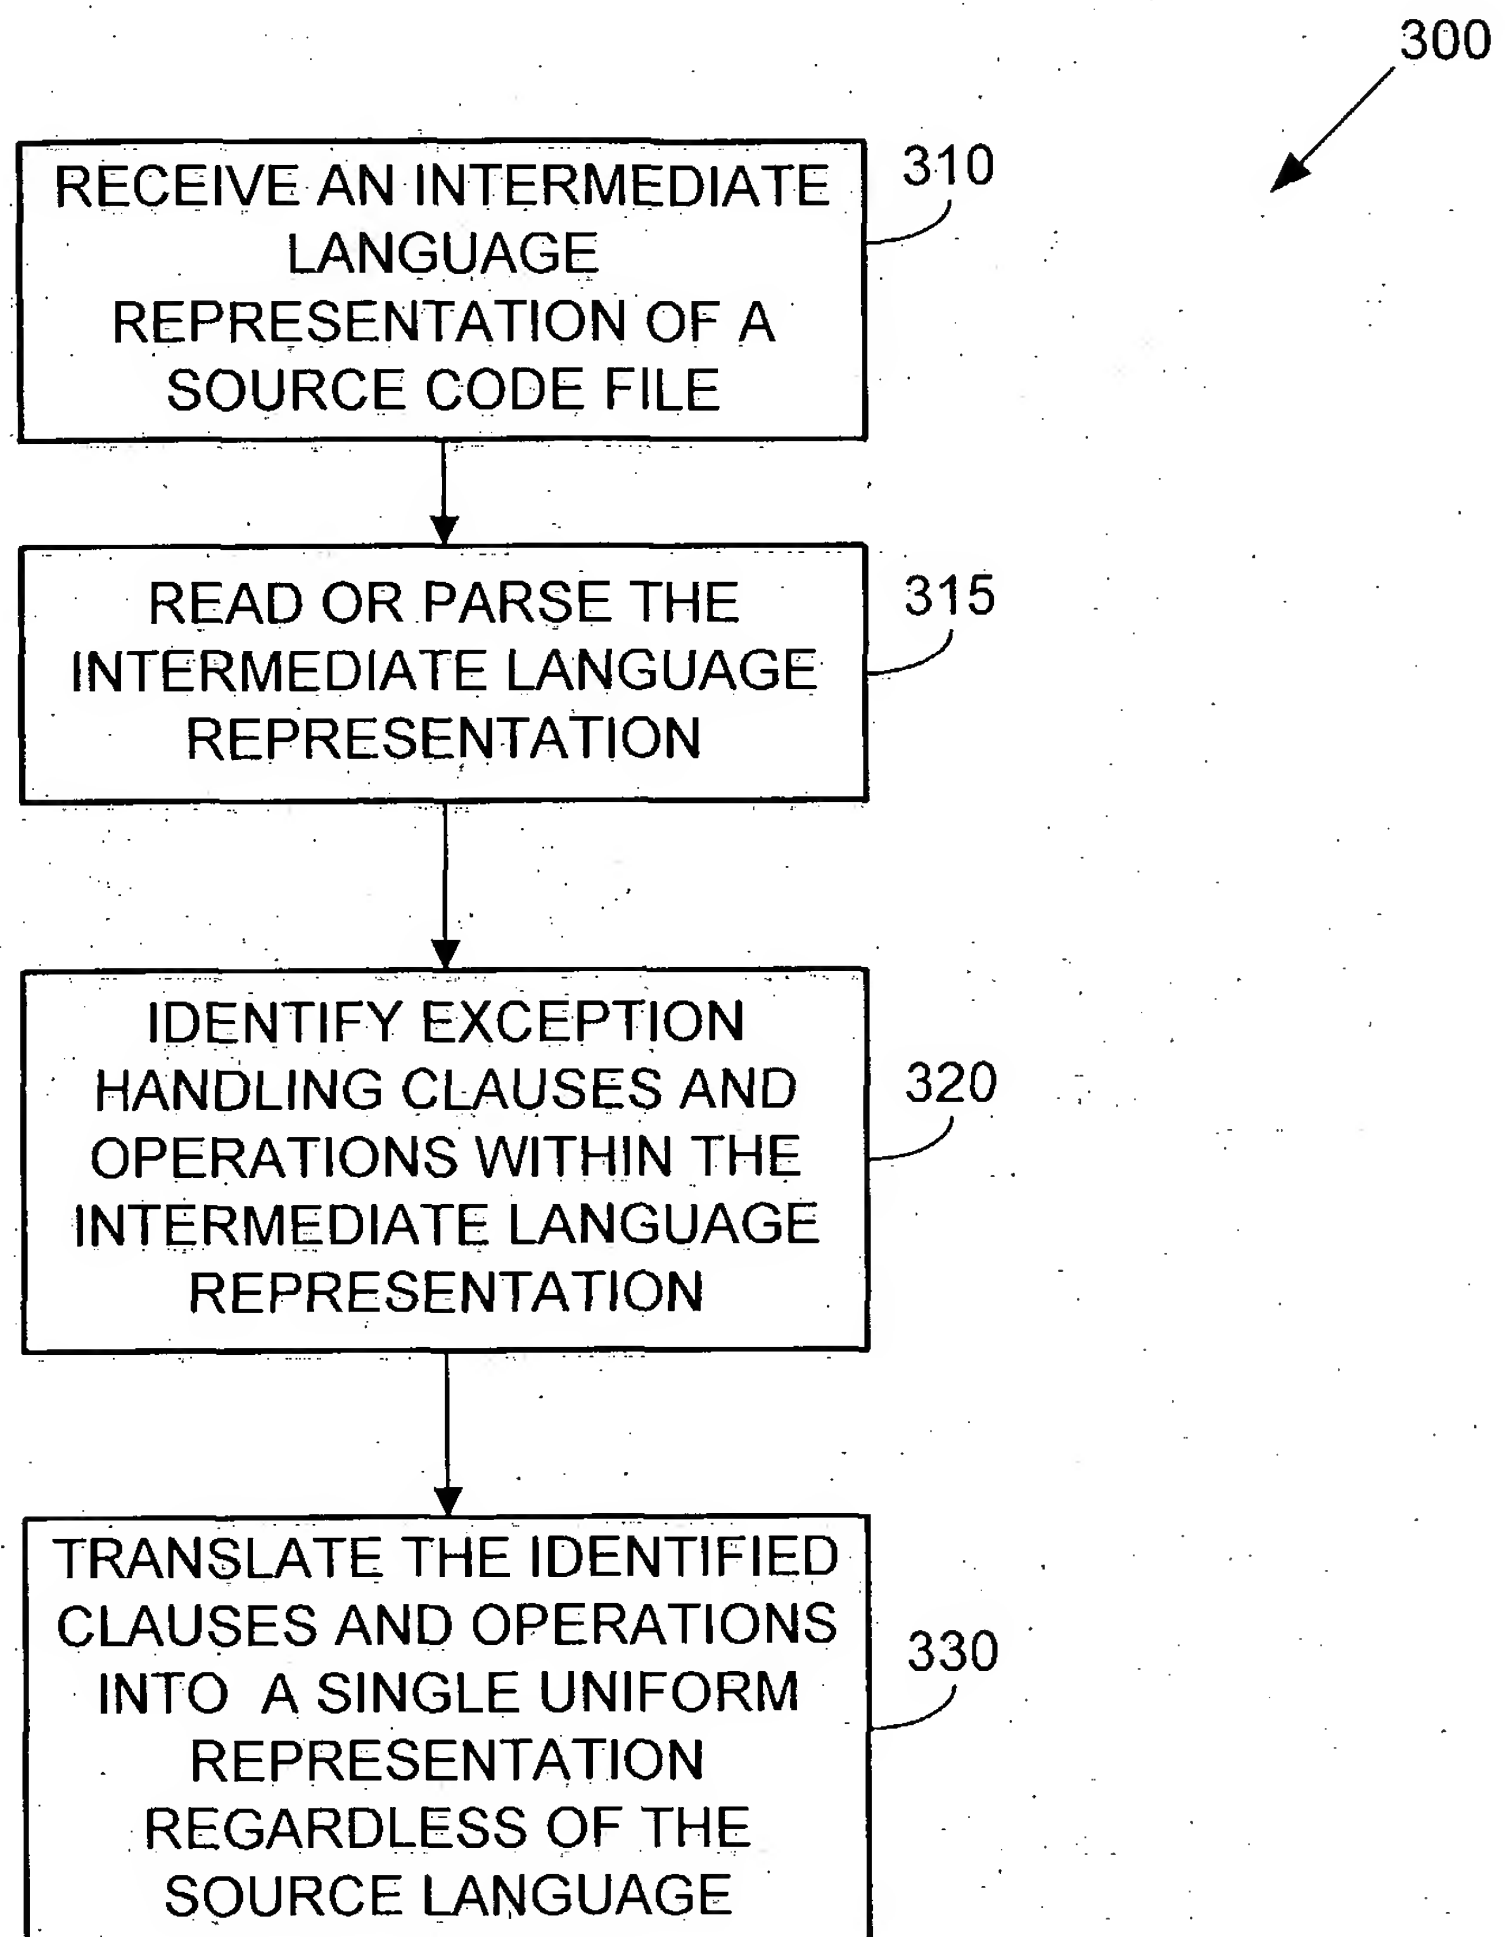 300
RECEIVE AN INTERMEDIATE
LANGUAGE
REPRESENTATION OF A
SOURCE CODE FILE
310
READ OR PARSE THE
INTERMEDIATE LANGUAGE
REPRESENTATION
315
IDENTIFY EXCEPTION
HANDLING CLAUSES AND
OPERATIONS WITHIN THE
INTERMEDIATE LANGUAGE
REPRESENTATION
320
TRANSLATE THE IDENTIFIED
CLAUSES AND OPERATIONS
INTO A SINGLE UNIFORM
REPRESENTATION
REGARDLESS OF THE
SOURCE LANGUAGE
330